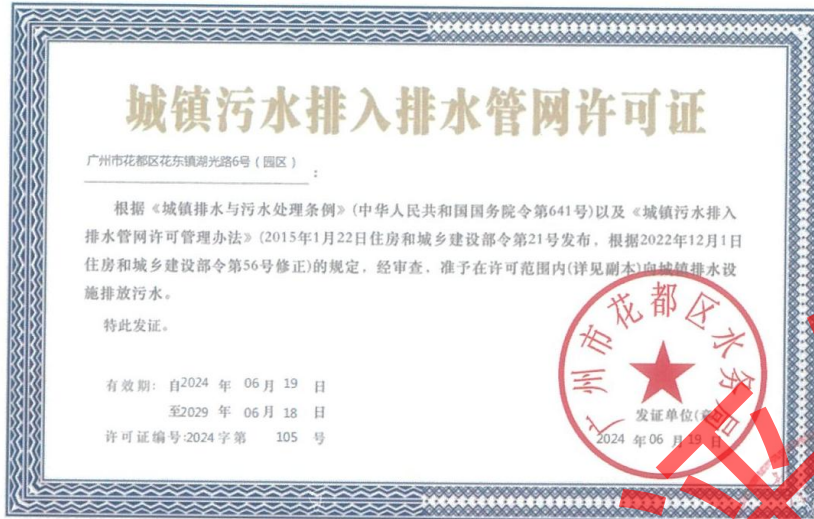 城镇污水排入排水管网许可证
广州市花都区花东镇湖光路6号（园区）
：
根据《城镇排水与污水处理条例》(中华人民共和国国务院令第641号)以及《城镇污水排入
排水管网许可管理办法》(2015年1月22日住房和城乡建设部令第21号发布，根据2022年12月1日
住房和城乡建设部令第56号修正)的规定，经审查，准予在许可范围内(详见副本)向城镇排水设
施排放污水。
特此发证。
有效期：自2024 年 06月 19 日
至2029 年 06月 18 日
许可证编号:2024字第 105 号
广州市花都区水务局
发证单位(章)
2024 年 06 月 19 日